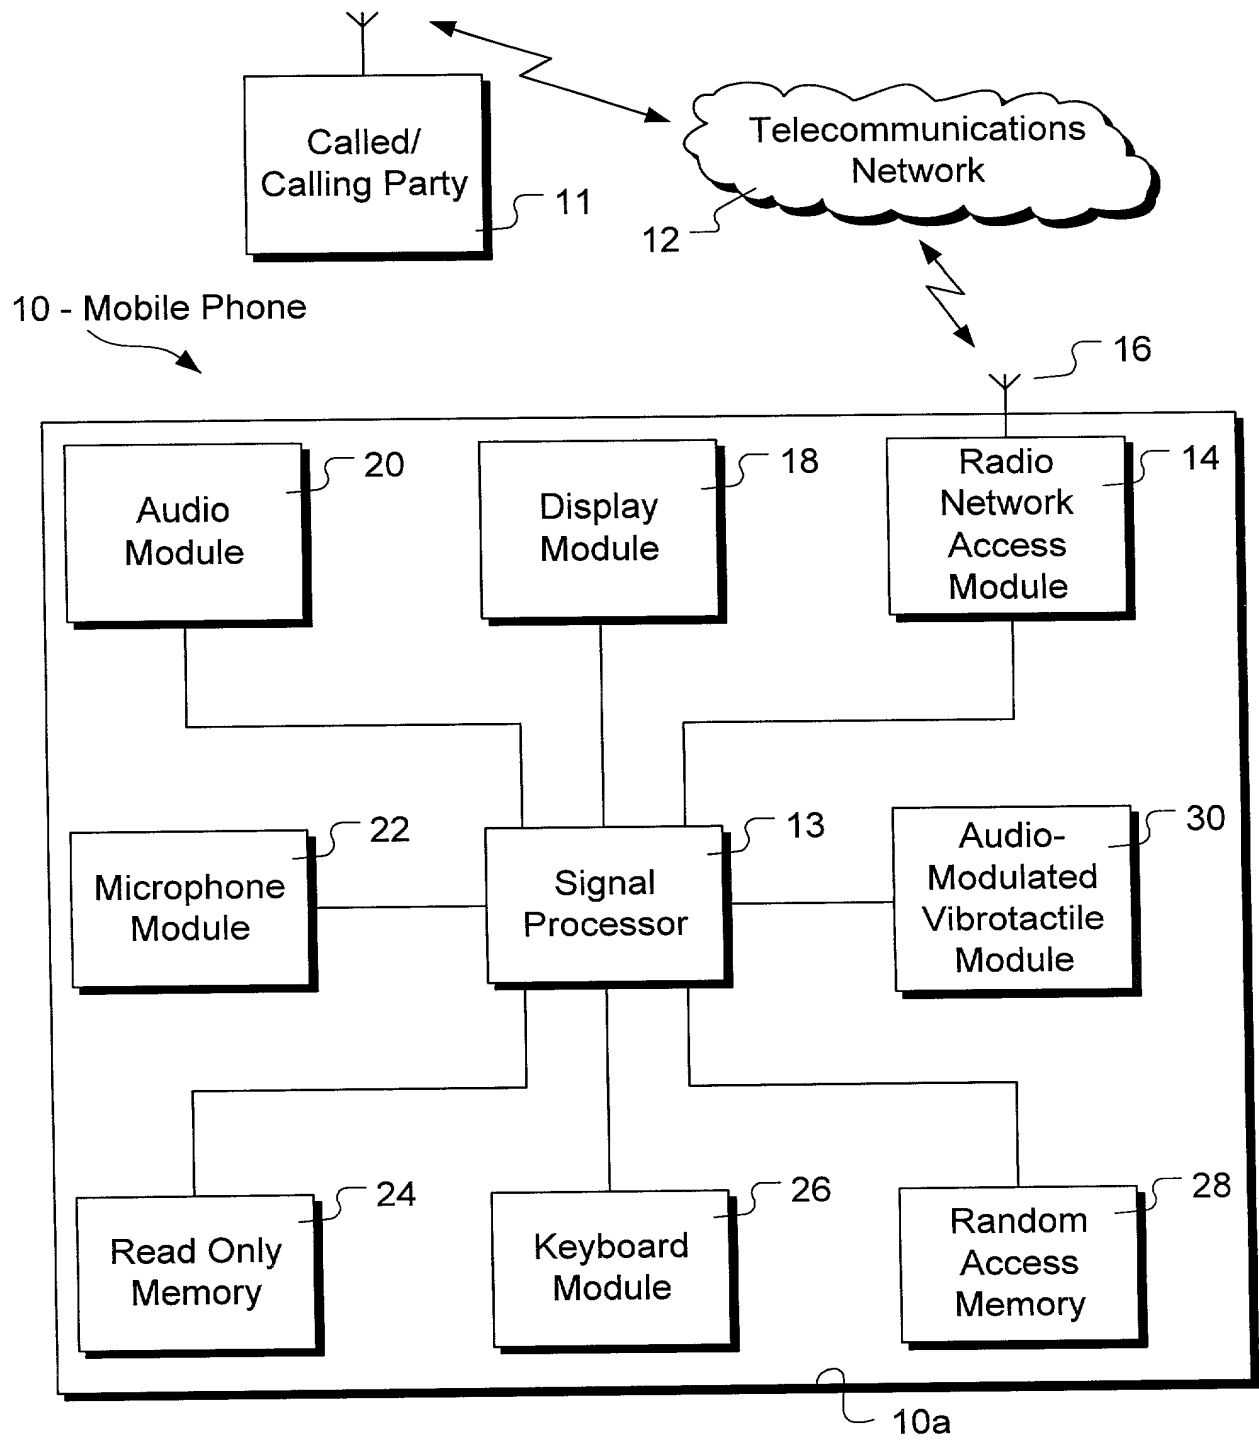 Called/
Calling Party
11
Telecommunications
Network
12
10 - Mobile Phone
16
Audio
Module
20
Display
Module
18
Radio
Network
Access
Module
14
Microphone
Module
22
Signal
Processor
13
Audio-
Modulated
Vibrotactile
Module
30
Read Only
Memory
24
Keyboard
Module
26
Random
Access
Memory
28
10a